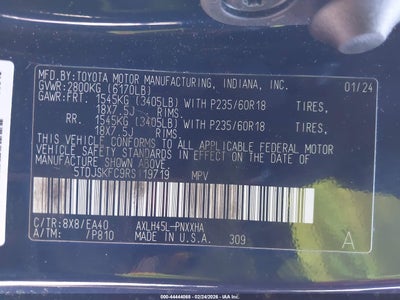 MFD.BY:TOYOTA MOTOR MANUFACTURING, INDIANA, INC.
GVWR: 2800KG (6170LB) 01/24
GAWR:FRT. 1545KG (3405LB) WITH P235/60R18 TIRES,
18X7.5J RIMS.
RR. 1545KG (3405LB) WITH P235/60R18 TIRES,
18X7.5J RIMS.
THIS VEHICLE CONFORMS TO ALL APPLICABLE FEDERAL MOTOR
VEHICLE SAFETY STANDARDS IN EFFECT ON THE DATE OF
MANUFACTURE SHOWN ABOVE.
5TDJSKFC9RS119719 MPV
C/TR:8X8/EA40 AXLH45L-PNXXHA
A/TM: /P810 MADE IN U.S.A. 309 A
000-44444069 - 02/24/2026 - IAA Inc.